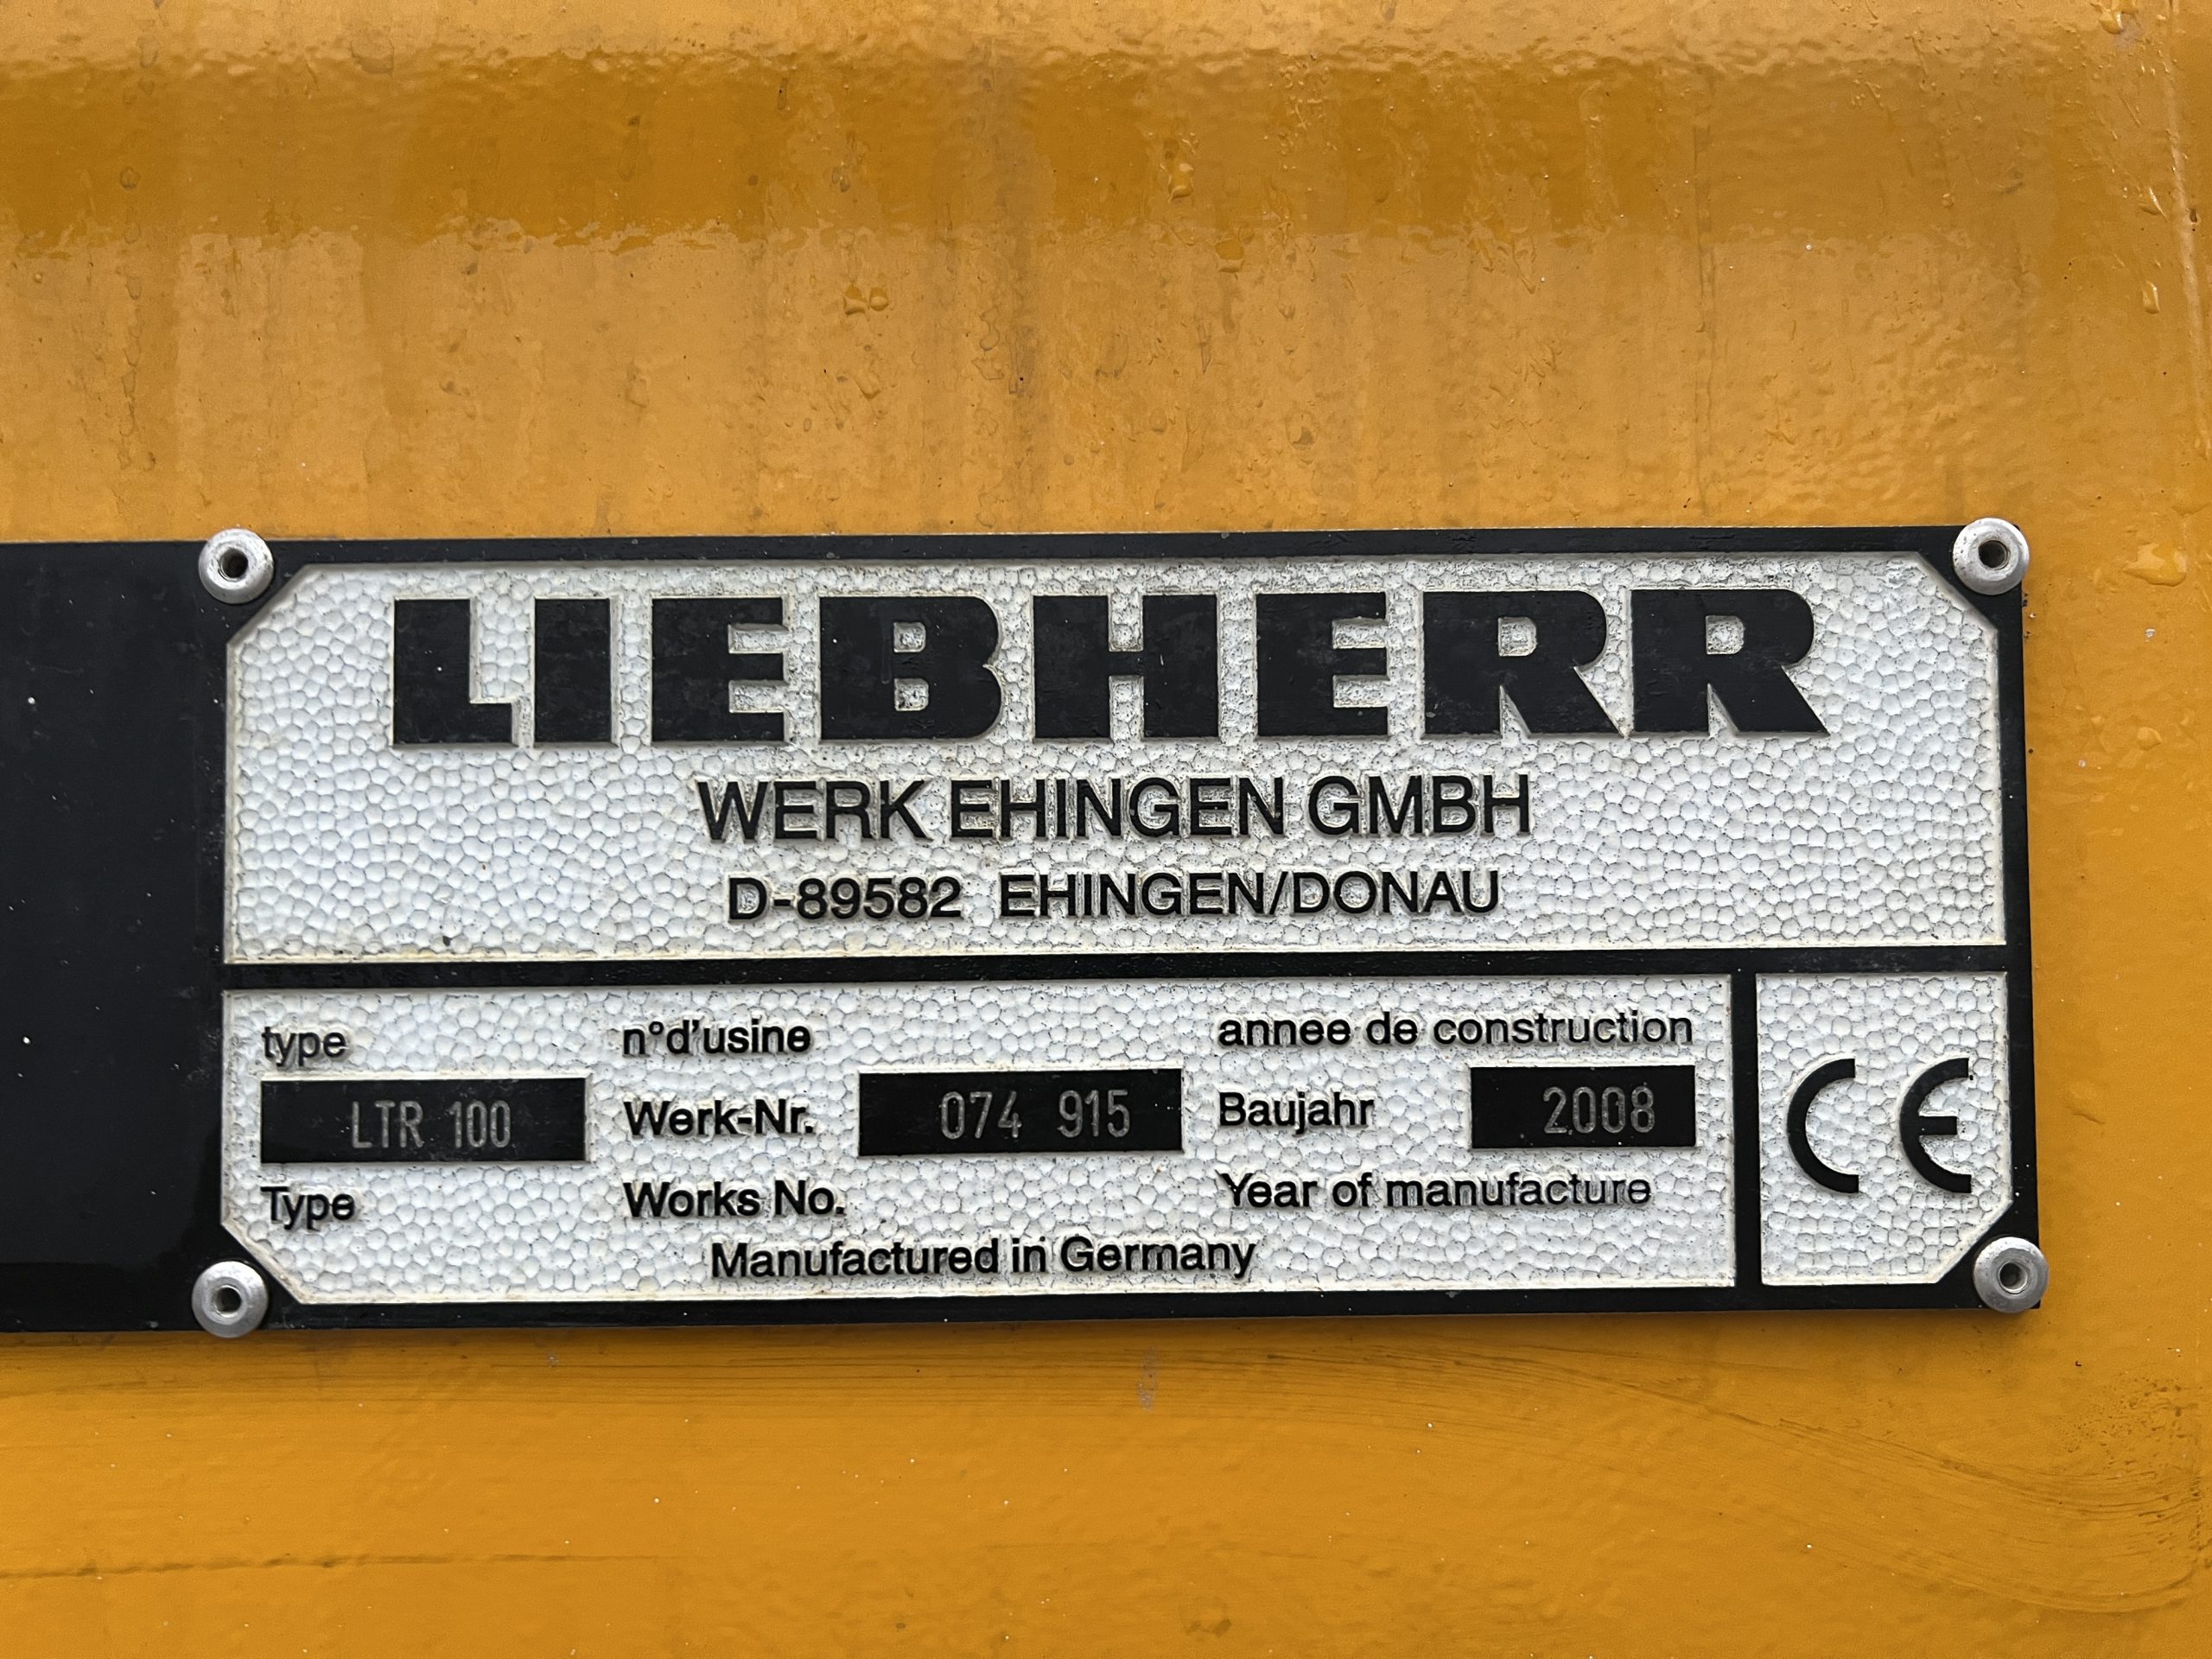 LIEBHERR
WERK EHINGEN GMBH
D-89582 EHINGEN/DONAU
type n°d'usine annee de construction
LTR 100 Werk-Nr. 074 915 Baujahr 2008
Type Works No. Year of manufacture
Manufactured in Germany
CE